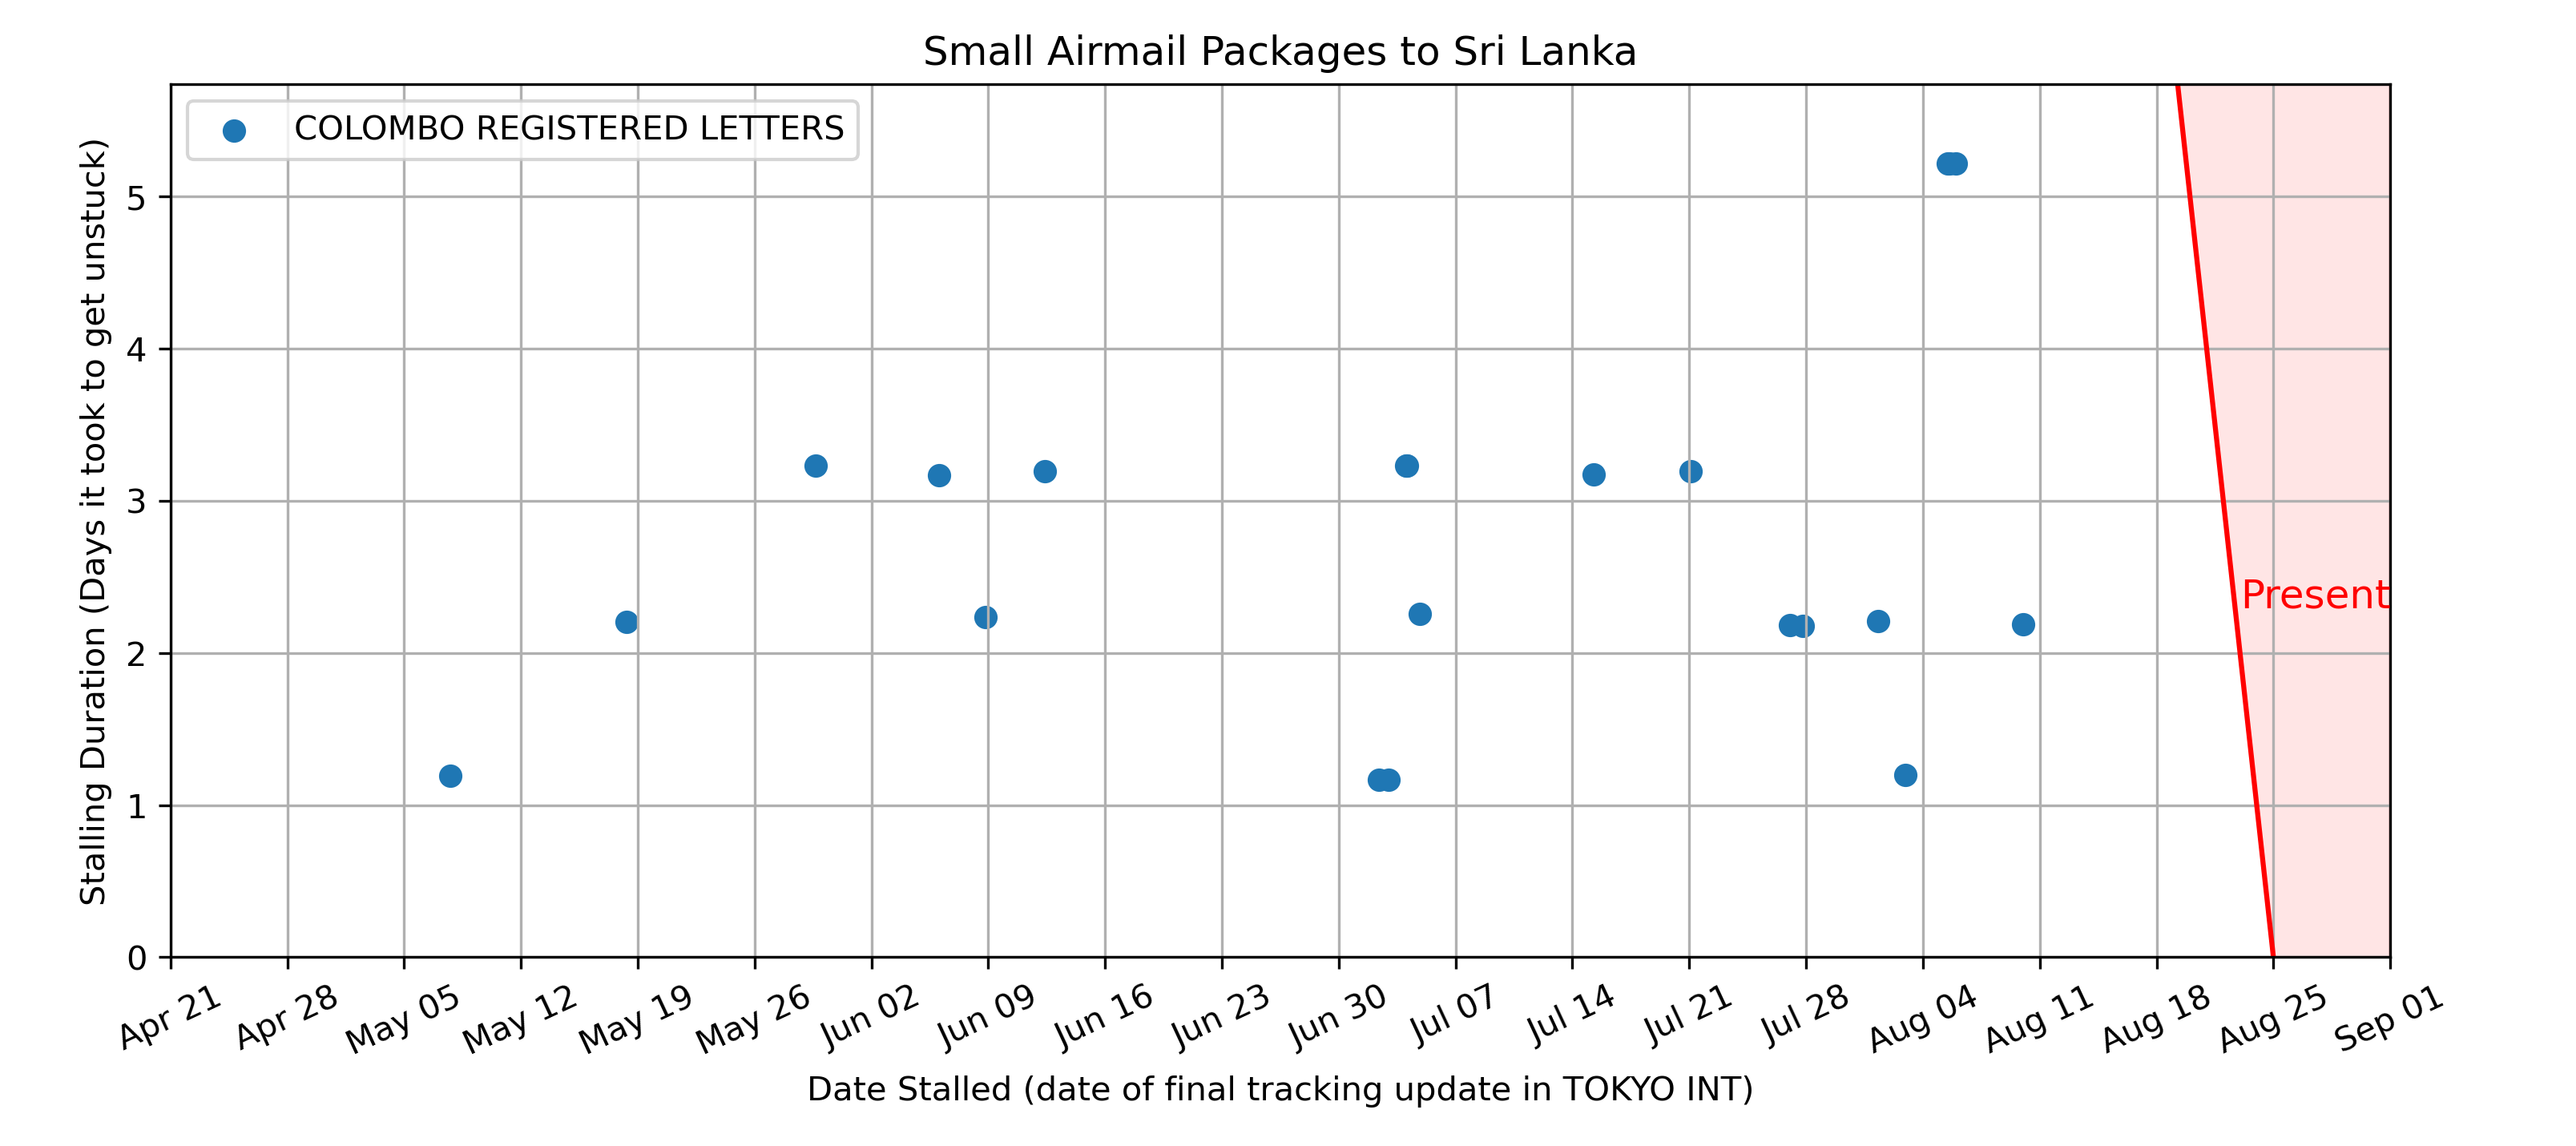 Small Airmail Packages to Sri Lanka
COLOMBO REGISTERED LETTERS
Stalling Duration (Days it took to get unstuck)
5
4
3
2
1
0
Present
Apr 21
Apr 28
May 05
May 12
May 19
May 26
Jun 02
Jun 09
Jun 16
Jun 23
Jun 30
Jul 07
Jul 14
Jul 21
Jul 28
Aug 04
Aug 11
Aug 18
Aug 25
Sep 01
Date Stalled (date of final tracking update in TOKYO INT)